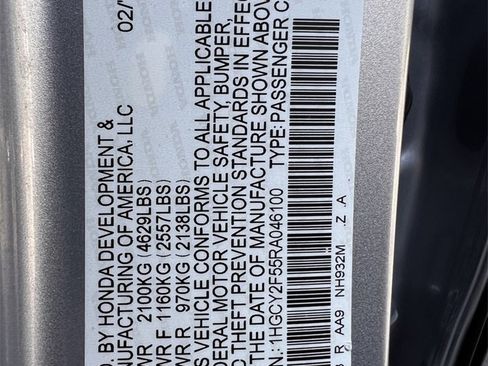 02/
D. BY HONDA DEVELOPMENT &
NUFACTURING OF AMERICA, LLC
WR 2100KG (4629LBS)
WR F 1160KG (2557LBS)
WR R 970KG (2138LBS)
S VEHICLE CONFORMS TO ALL APPLICABLE
DERAL MOTOR VEHICLE SAFETY, BUMPER,
D THEFT PREVENTION STANDARDS IN EFFEC
THE DATE OF MANUFACTURE SHOWN ABOV
N: 1HGCY2F55RA046100 TYPE: PASSENGER C
R AA9 NH932M Z A